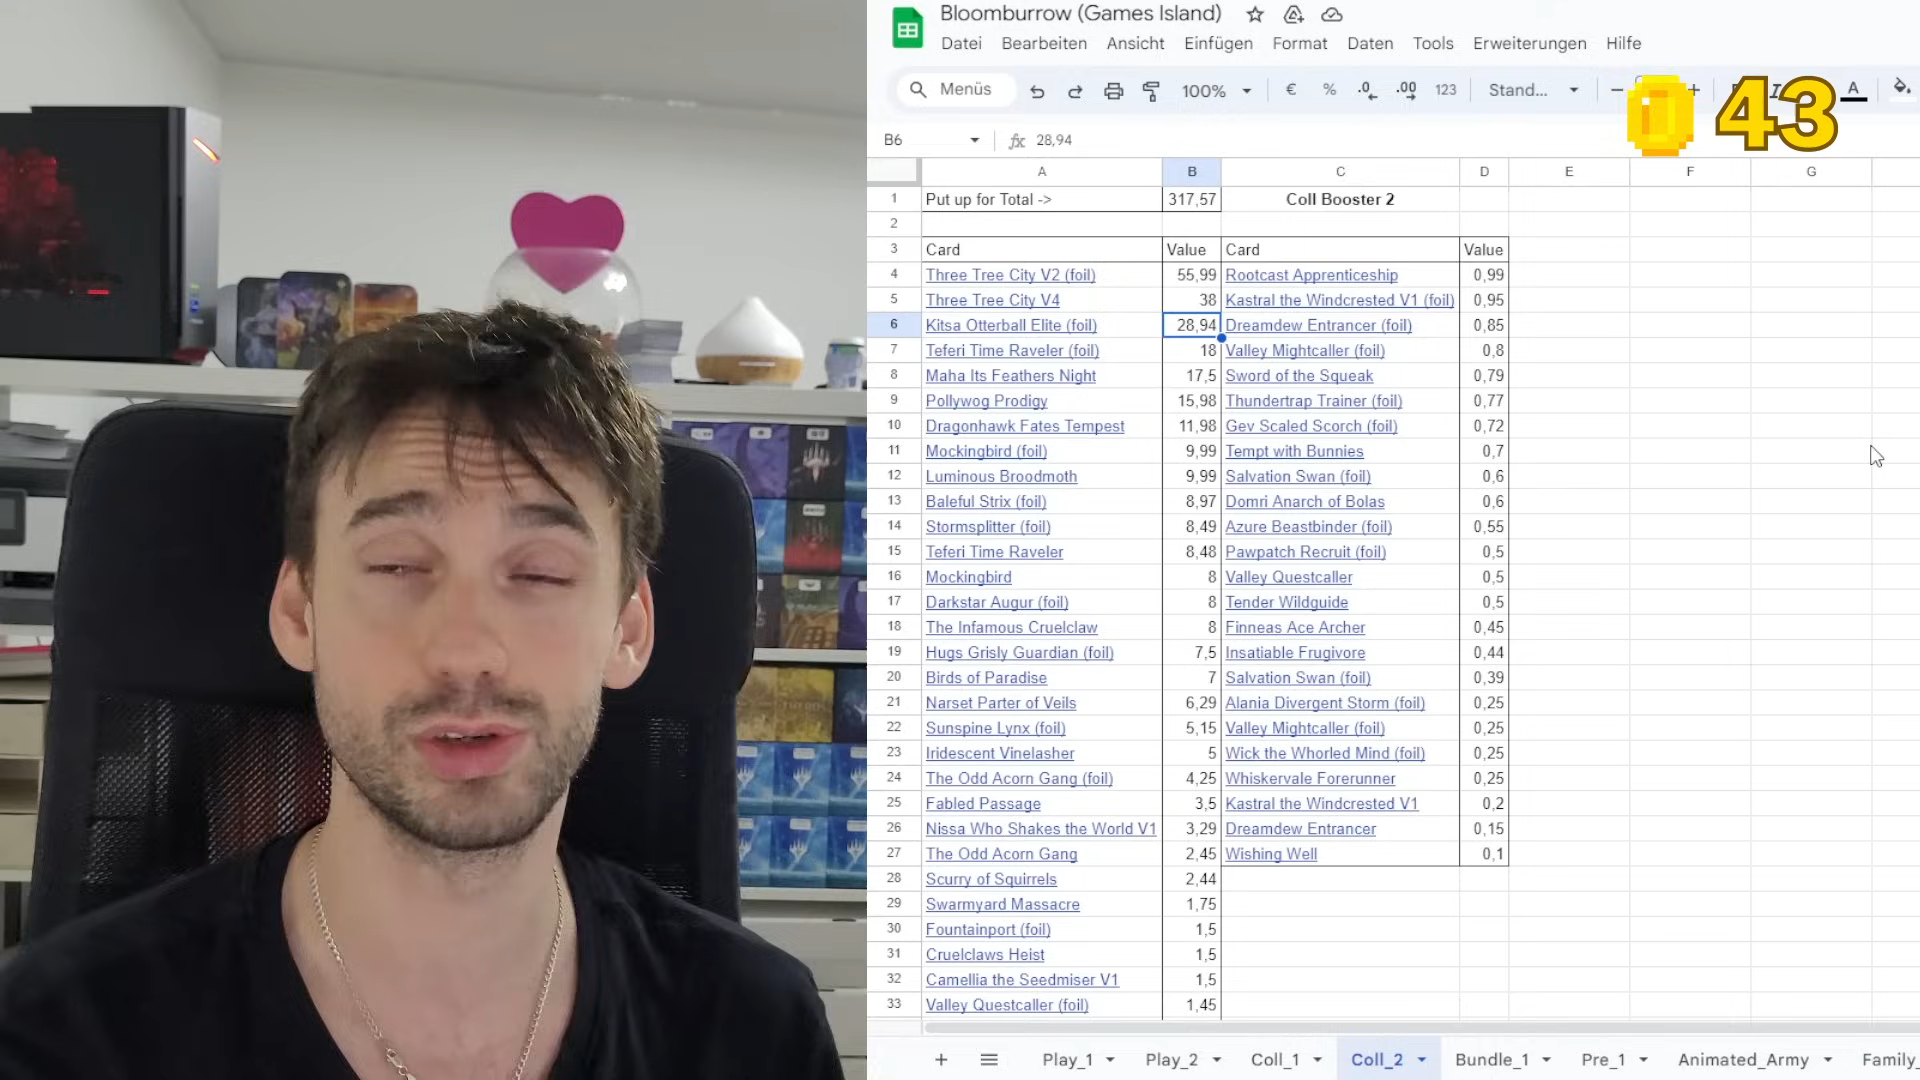 Bloomburrow (Games Island)
Datei Bearbeiten Ansicht Einfügen Format Daten Tools Erweiterungen Hilfe
Menüs 100% € % .0 .00 123 Stand... A
43
B6 fx 28,94
A B C D E F G
1 Put up for Total -> 317,57 Coll Booster 2
2
3 Card Value Card Value
4 Three Tree City V2 (foil) 55,99 Rootcast Apprenticeship 0,99
5 Three Tree City V4 38 Kastral the Windcrested V1 (foil) 0,95
6 Kitsa Otterball Elite (foil) 28,94 Dreamdew Entrancer (foil) 0,85
7 Teferi Time Raveler (foil) 18 Valley Mightcaller (foil) 0,8
8 Maha Its Feathers Night 17,5 Sword of the Squeak 0,79
9 Pollywog Prodigy 15,98 Thundertrap Trainer (foil) 0,77
10 Dragonhawk Fates Tempest 11,98 Gev Scaled Scorch (foil) 0,72
11 Mockingbird (foil) 9,99 Tempt with Bunnies 0,7
12 Luminous Broodmoth 9,99 Salvation Swan (foil) 0,6
13 Baleful Strix (foil) 8,97 Domri Anarch of Bolas 0,6
14 Stormsplitter (foil) 8,49 Azure Beastbinder (foil) 0,55
15 Teferi Time Raveler 8,48 Pawpatch Recruit (foil) 0,5
16 Mockingbird 8 Valley Questcaller 0,5
17 Darkstar Augur (foil) 8 Tender Wildguide 0,5
18 The Infamous Cruelclaw 8 Finneas Ace Archer 0,45
19 Hugs Grisly Guardian (foil) 7,5 Insatiable Frugivore 0,44
20 Birds of Paradise 7 Salvation Swan (foil) 0,39
21 Narset Parter of Veils 6,29 Alania Divergent Storm (foil) 0,25
22 Sunspine Lynx (foil) 5,15 Valley Mightcaller (foil) 0,25
23 Iridescent Vinelasher 5 Wick the Whorled Mind (foil) 0,25
24 The Odd Acorn Gang (foil) 4,25 Whiskervale Forerunner 0,25
25 Fabled Passage 3,5 Kastral the Windcrested V1 0,2
26 Nissa Who Shakes the World V1 3,29 Dreamdew Entrancer 0,15
27 The Odd Acorn Gang 2,45 Wishing Well 0,1
28 Scurry of Squirrels 2,44
29 Swarmyard Massacre 1,75
30 Fountainport (foil) 1,5
31 Cruelclaws Heist 1,5
32 Camellia the Seedmiser V1 1,5
33 Valley Questcaller (foil) 1,45
Play_1 Play_2 Coll_1 Coll_2 Bundle_1 Pre_1 Animated_Army Family_